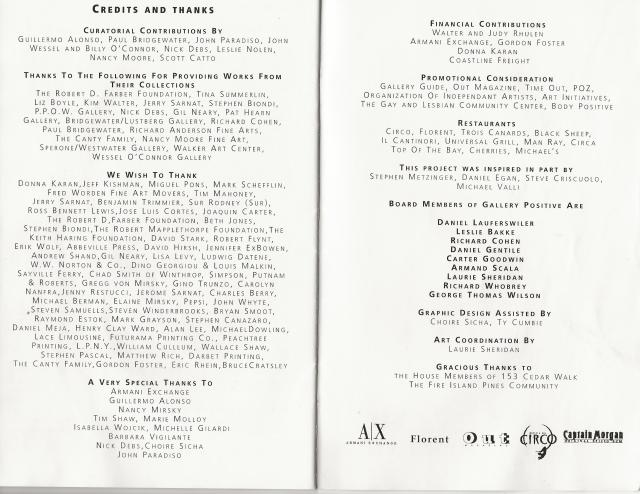 CREDITS AND THANKS
CURATORIAL CONTRIBUTIONS BY
GUILLERMO ALONSO, PAUL BRIDGEWATER, JOHN PARADISO, JOHN
WESSEL AND BILLY O'CONNOR, NICK DEBS, LESLIE NOLEN,
NANCY MOORE, SCOTT CATTO
THANKS TO THE FOLLOWING FOR PROVIDING WORKS FROM
THEIR COLLECTIONS
THE ROBERT D. FARBER FOUNDATION, TINA SUMMERLIN,
LIZ BOYLE, KIM WALTER, JERRY SARNAT, STEPHEN BIONDI,
P.P.O.W. GALLERY, NICK DEBS, GIL NEARY, PAT HEARN
GALLERY, BRIDGEWATER/LUSTBERG GALLERY, RICHARD COHEN,
PAUL BRIDGEWATER, RICHARD ANDERSON FINE ARTS,
THE CANTY FAMILY, NANCY MOORE FINE ART,
SPERONE/WESTWATER GALLERY, WALKER ART CENTER,
WESSEL O'CONNOR GALLERY
WE WISH TO THANK
DONNA KARAN,JEFF KISHMAN, MIGUEL PONS, MARK SCHEFFLIN,
FRED WORDEN FINE ART MOVERS, TIM MAHONEY,
JERRY SARNAT, BENJAMIN TRIMMIER, SUR RODNEY (SUR),
ROSS BENNETT LEWIS,JOSE LUIS CORTES, JOAQUIN CARTER,
THE ROBERT D,FARBER FOUNDATION, BETH JONES,
STEPHEN BIONDI,THE ROBERT MAPPLETHORPE FOUNDATION,THE
KEITH HARING FOUNDATION, DAVID STARK, ROBERT FLYNT,
ERIK WOLF, ABBEVILLE PRESS, DAVID HIRSH, JENNIFER EXBOWEN,
ANDREW SHAND,GIL NEARY, LISA LEVY, LUDWIG DATENE,
W.W. NORTON & CO., DINO GEORGIOU & LOUIS MALKIN,
SAYVILLE FERRY, CHAD SMITH OF WINTHROP, SIMPSON, PUTNAM
& ROBERTS, GREGG VON MIRSKY, GINO TRUNZO, CAROLYN
NANFRA,JENNY RESTUCCI, JEROME SARNAT, CHARLES BERRY,
MICHAEL BERMAN, ELAINE MIRSKY, PEPSI, JOHN WHYTE,
STEVEN SAMUELS,STEVEN WINDERBROOKS, BRYAN SMOOT,
RAYMOND ESTOK, MARK GRAYSON, STEPHEN CANAZARO,
DANIEL MEJA, HENRY CLAY WARD, ALAN LEE, MICHAELDOWLING,
LACE LIMOUSINE, FUTURAMA PRINTING CO., PEACHTREE
PRINTING, L.P.N.Y.,WILLIAM CULLUM, WALLACE SHAW,
STEPHEN PASCAL, MATTHEW RICH, DARBET PRINTING,
THE CANTY FAMILY,GORDON FOSTER, ERIC RHEIN,BRUCECRATSLEY
A VERY SPECIAL THANKS TO
ARMANI EXCHANGE
GUILLERMO ALONSO
NANCY MIRSKY
TIM SHAW, MARIE MOLLOY
ISABELLA WOJCIK, MICHELLE GILARDI
BARBARA VIGILANTE
NICK DEBS,CHOIRE SICHA
JOHN PARADISO
FINANCIAL CONTRIBUTIONS
WALTER AND JUDY RHULEN
ARMANI EXCHANGE, GORDON FOSTER
DONNA KARAN
COASTLINE FREIGHT
PROMOTIONAL CONSIDERATION
GALLERY GUIDE, OUT MAGAZINE, TIME OUT, POZ,
ORGANIZATION OF INDEPENDANT ARTISTS, ART INITIATIVES,
THE GAY AND LESBIAN COMMUNITY CENTER, BODY POSITIVE
RESTAURANTS
CIRCO, FLORENT, TROIS CANARDS, BLACK SHEEP,
IL CANTINORI, UNIVERSAL GRILL, MAN RAY, CIRCA
TOP OF THE BAY, CHERRIES, MICHAEL'S
THIS PROJECT WAS INSPIRED IN PART BY
STEPHEN METZINGER, DANIEL EGAN, STEVE CRISCUOLO,
MICHAEL VALLI
BOARD MEMBERS OF GALLERY POSITIVE ARE
DANIEL LAUFERSWILER
LESLIE BAKKE
RICHARD COHEN
DANIEL GENTILE
CARTER GOODWIN
ARMAND SCALA
LAURIE SHERIDAN
RICHARD WHOBREY
GEORGE THOMAS WILSON
GRAPHIC DESIGN ASSISTED BY
CHOIRE SICHA, TY CUMBIE
ART COORDINATION BY
LAURIE SHERIDAN
GRACIOUS THANKS TO
THE HOUSE MEMBERS OF 153 CEDAR WALK
THE FIRE ISLAND PINES COMMUNITY
A|X
ARMANI EXCHANGE
Florent
Out
CIRCO
Captain Morgan